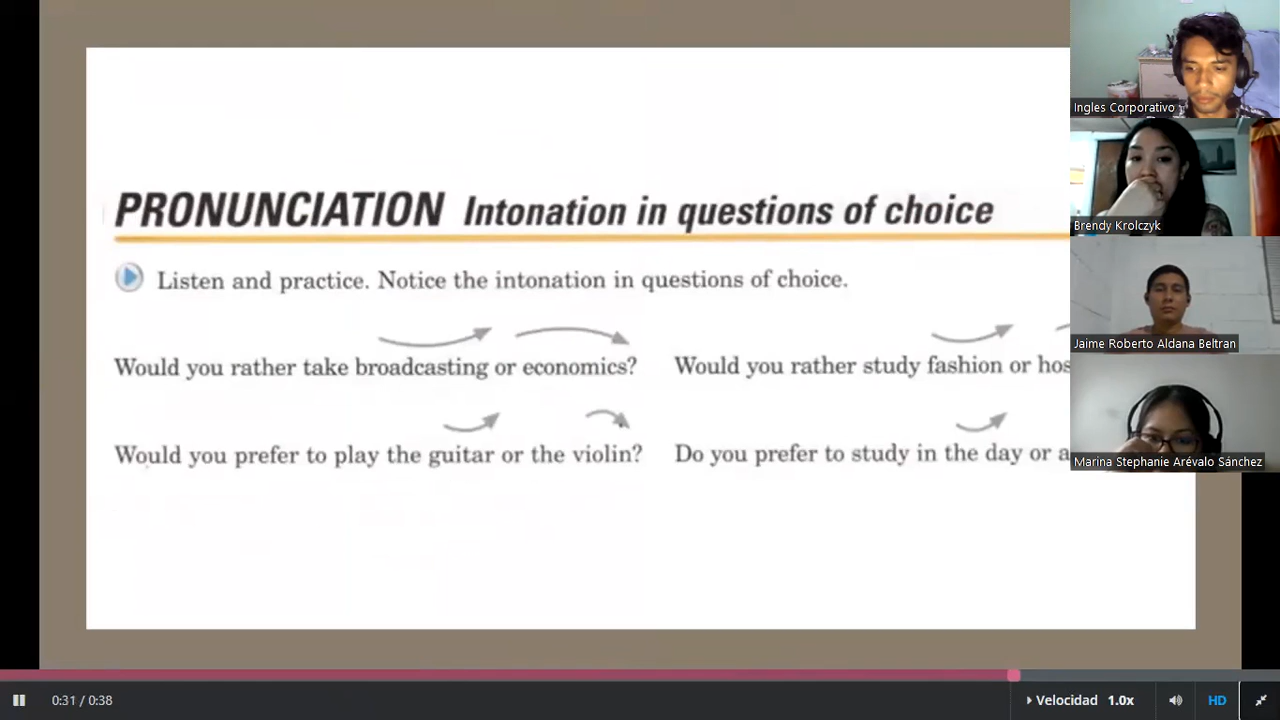 PRONUNCIATION Intonation in questions of choice
Listen and practice. Notice the intonation in questions of choice.
Would you rather take broadcasting or economics?
Would you prefer to play the guitar or the violin?
Would you rather study fashion or hos
Do you prefer to study in the day or a
Ingles Corporativo
Brendy Krolczyk
Jaime Roberto Aldana Beltran
Marina Stephanie Arévalo Sánchez
0:31 / 0:38
Velocidad 1.0x
HD